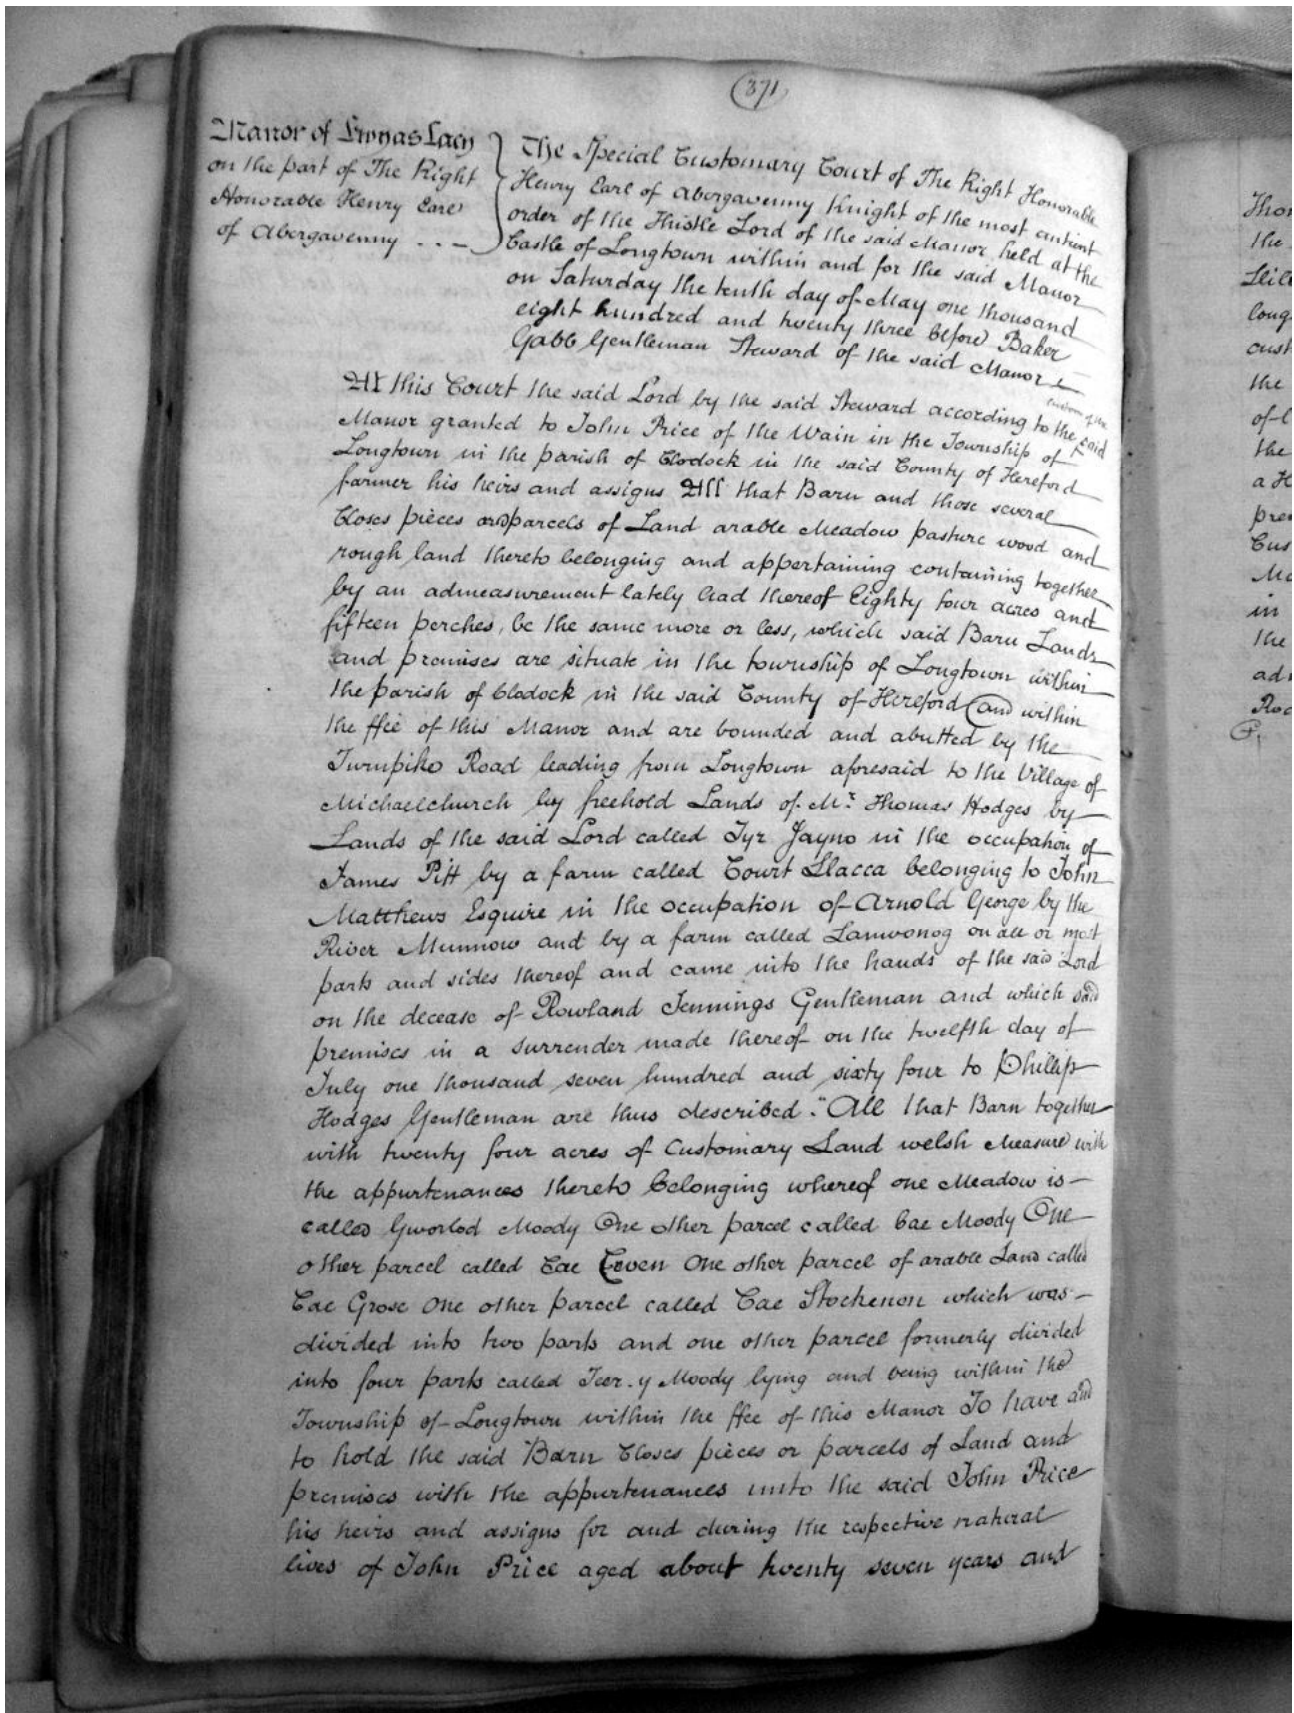 (371)
Manor of Ewyas Lacy
on the part of The Right
Honorable Henry Earl
of Abergavenny
The Special Customary Court of The Right Honorable
Henry Earl of Abergavenny Knight of the most antient
order of the Thistle Lord of the said Manor held at the
Castle of Longtown within and for the said Manor
on Saturday the tenth day of May one thousand
eight hundred and twenty three before Baker
Gabb Gentleman Steward of the said Manor
At this Court the said Lord by the said Steward according to the custom of the said
Manor granted to John Price of the Wain in the Township of
Longtown in the parish of Clodock in the said County of Hereford
farmer his heirs and assigns All that Barn and those several
Closes pieces or parcels of Land arable Meadow pasture wood and
rough land thereto belonging and appertaining containing together
by an admeasurement lately had thereof Eighty four acres and
fifteen perches, be the same more or less, which said Barn Lands
and premises are situate in the township of Longtown within
the parish of Clodock in the said County of Hereford and within
the ffee of this Manor and are bounded and abutted by the
Turnpike Road leading from Longtown aforesaid to the Village of
Michaelchurch by freehold Lands of Mr. Thomas Hodges by
Lands of the said Lord called Tyr Jayno in the occupation of
James Pitt by a farm called Court Llacca belonging to John
Matthews Esquire in the occupation of Arnold George by the
River Munnow and by a farm called Lanwonog on all or most
parts and sides thereof and came into the hands of the said Lord
on the decease of Rowland Jennings Gentleman and which said
premises in a surrender made thereof on the twelfth day of
July one thousand seven hundred and sixty four to Phillip
Hodges Gentleman are thus described. "All that Barn together
with twenty four acres of Customary Land welsh Measure with
the appurtenances thereto belonging whereof one Meadow is
called Gworlod Moody One other parcel called Cae Moody One
other parcel called Cae One other parcel of arable Land called
Cae Grose One other parcel called Cae Stockenon which was
divided into two parts and one other parcel formerly divided
into four parts called Teer.y Moody lying and being within the
Township of Longtown within the ffee of this Manor To have and
to hold the said Barn Closes pieces or parcels of Land and
premises with the appurtenances unto the said John Price
his heirs and assigns for and during the respective natural
lives of John Price aged about twenty seven years and